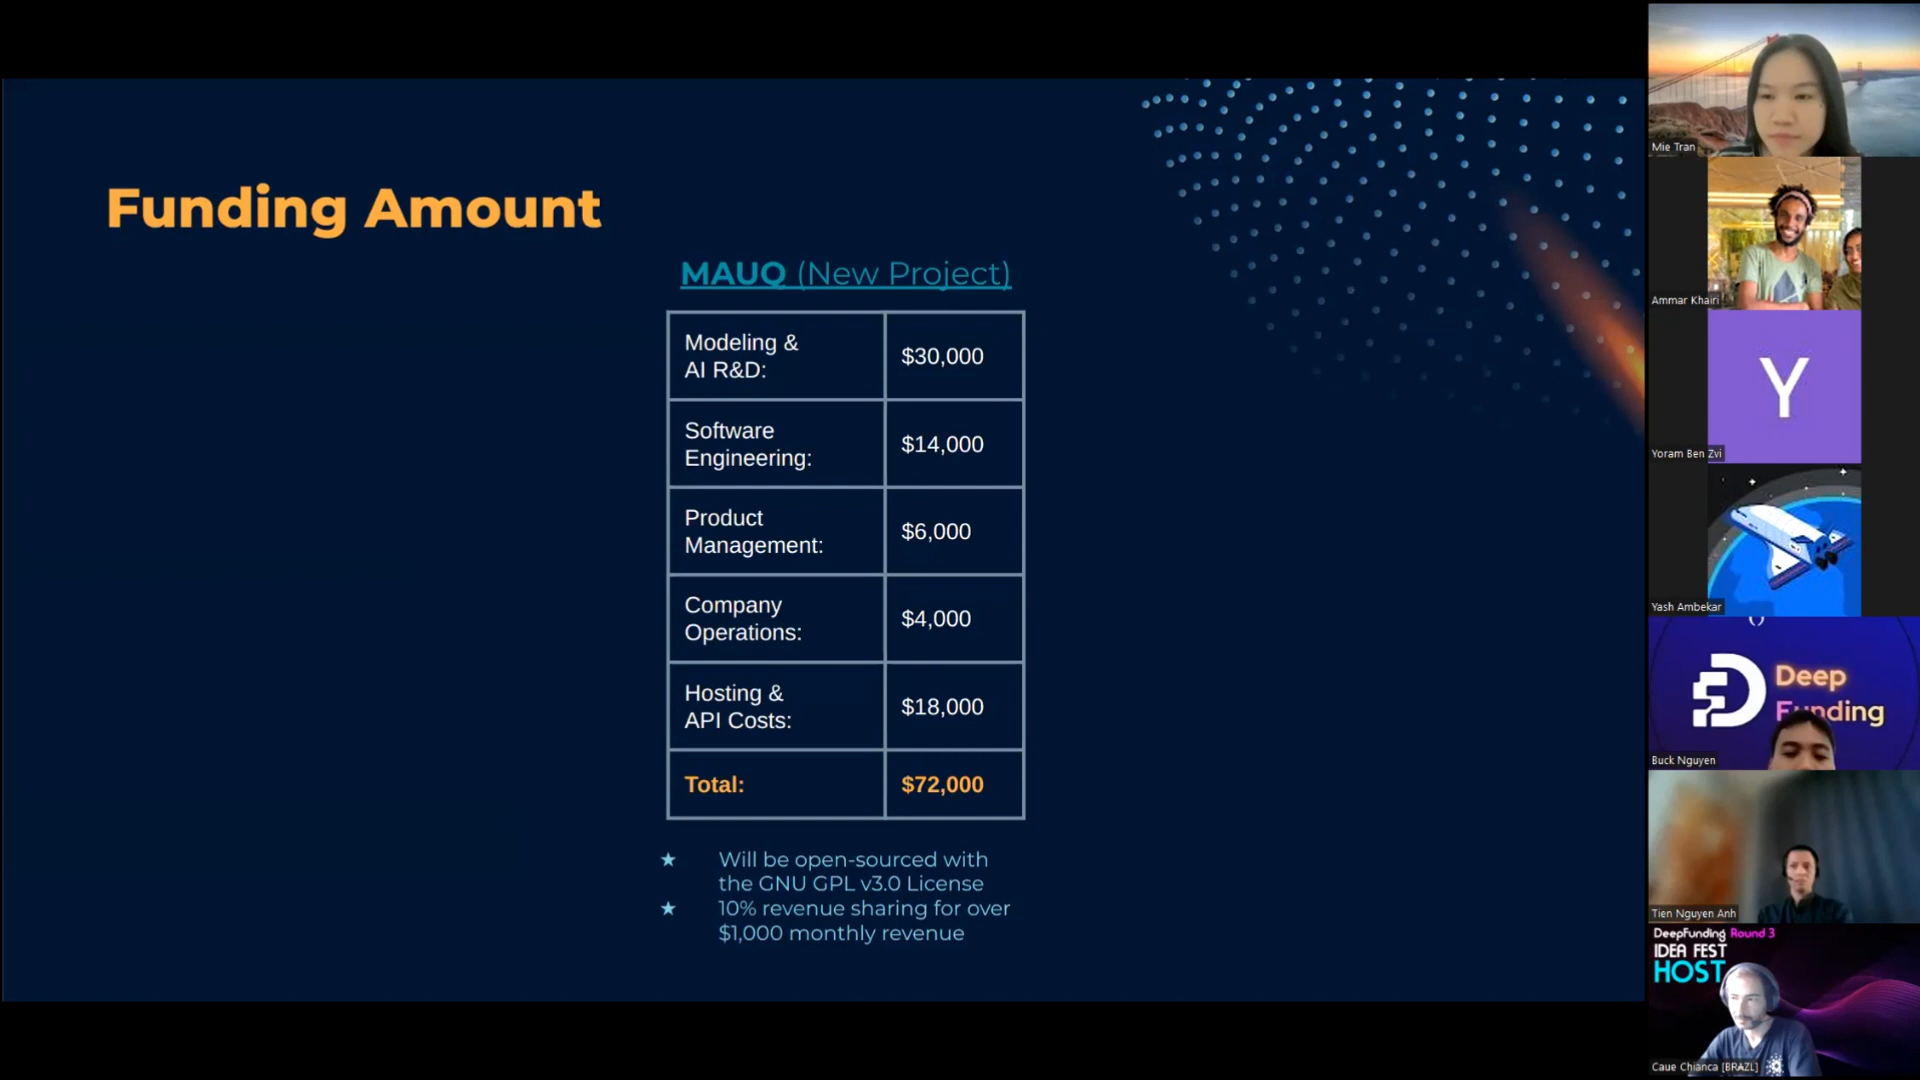 Funding Amount
MAUQ (New Project)
Modeling &
AI R&D:
$30,000
Software
Engineering:
$14,000
Product
Management:
$6,000
Company
Operations:
$4,000
Hosting &
API Costs:
$18,000
Total:
$72,000
★ Will be open-sourced with
the GNU GPL v3.0 License
★ 10% revenue sharing for over
$1,000 monthly revenue
Mie Tran
Ammar Khairi
Y
Yoram Ben Zvi
Yash Ambekar
Deep
Funding
Buck Nguyen
Tien Nguyen Anh
DeepFunding Round 3
IDEA FEST
HOST
Caue Chianca [BRAZL]